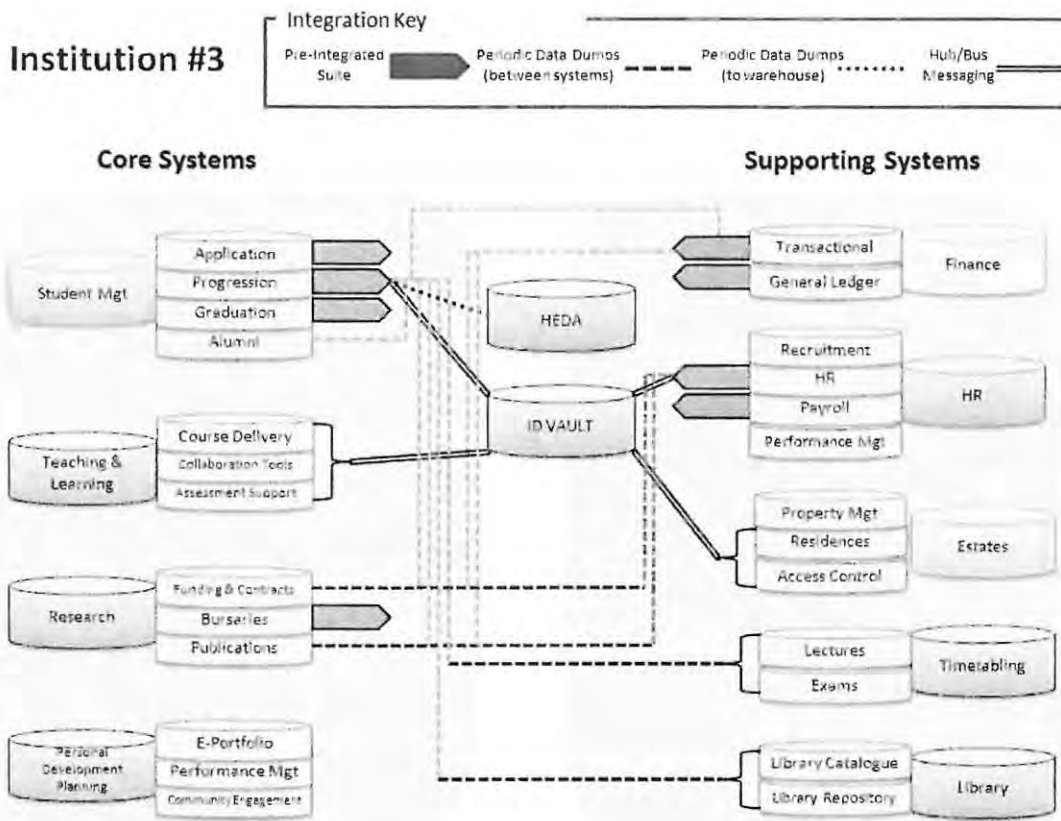 Institution #3
Integration Key
Pre-Integrated
Suite
Periodic Data Dumps
(between systems)
Periodic Data Dumps
(to warehouse)
Hub/Bus
Messaging
Core Systems
Supporting Systems
Student Mgt
Application
Progression
Graduation
Alumni
HEDA
ID VAULT
Transactional
General Ledger
Finance
Recruitment
HR
Payroll
Performance Mgt
HR
Teaching &
Learning
Course Delivery
Collaboration Tools
Assessment Support
Property Mgt
Residences
Access Control
Estates
Research
Funding & Contracts
Bursaries
Publications
Lectures
Exams
Timetabling
Personal
Development
Planning
E-Portfolio
Performance Mgt
Community Engagement
Library Catalogue
Library Repository
Library